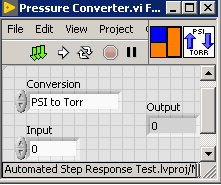 Pressure Converter.vi F...
File Edit View Project
PSI
Torr
Conversion
PSI to Torr
Output
0
Input
0
Automated Step Response Test.lvproj/